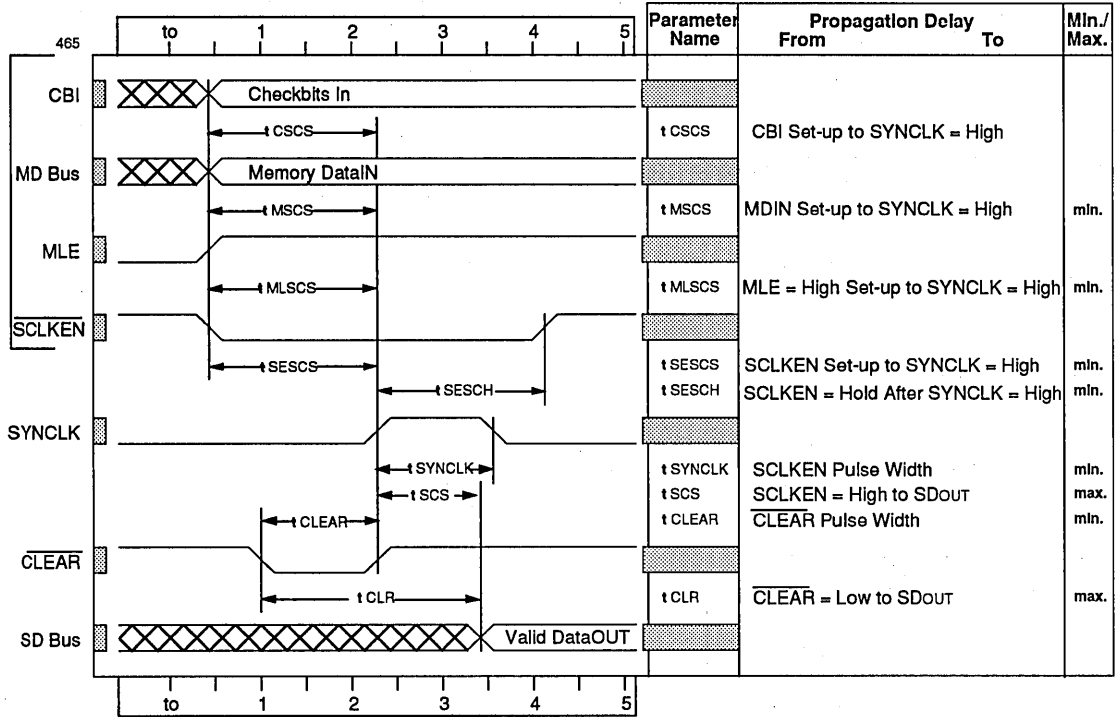 to 1 2 3 4 5
Parameter Name
Propagation Delay
From To
Min./ Max.
465
CBI
Checkbits In
t CSCS
t CSCS CBI Set-up to SYNCLK = High
MD Bus
Memory DataIN
t MSCS
t MSCS MDIN Set-up to SYNCLK = High min.
MLE
t MLSCS
t MLSCS MLE = High Set-up to SYNCLK = High min.
SCLKEN
t SESCS
t SESCS SCLKEN Set-up to SYNCLK = High min.
t SESCH
t SESCH SCLKEN = Hold After SYNCLK = High min.
SYNCLK
t SYNCLK
t SYNCLK SCLKEN Pulse Width min.
t SCS
t SCS SCLKEN = High to SDOUT max.
t CLEAR
t CLEAR CLEAR Pulse Width min.
CLEAR
t CLR
t CLR CLEAR = Low to SDOUT max.
SD Bus
Valid DataOUT
to 1 2 3 4 5